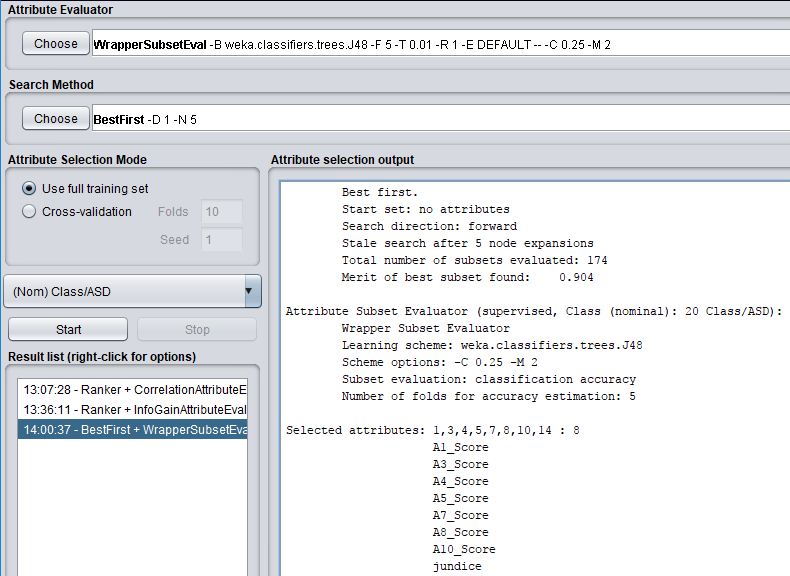 Attribute Evaluator
Choose WrapperSubsetEval -B weka.classifiers.trees.J48 -F 5 -T 0.01 -R 1 -E DEFAULT -- -C 0.25 -M 2
Search Method
Choose BestFirst -D 1 -N 5
Attribute Selection Mode
Use full training set
Cross-validation Folds 10
Seed 1
(Nom) Class/ASD
Start Stop
Result list (right-click for options)
13:07:28 - Ranker + CorrelationAttributeE
13:36:11 - Ranker + InfoGainAttributeEval
14:00:37 - BestFirst + WrapperSubsetEva
Attribute selection output
Best first.
Start set: no attributes
Search direction: forward
Stale search after 5 node expansions
Total number of subsets evaluated: 174
Merit of best subset found: 0.904
Attribute Subset Evaluator (supervised, Class (nominal): 20 Class/ASD):
Wrapper Subset Evaluator
Learning scheme: weka.classifiers.trees.J48
Scheme options: -C 0.25 -M 2
Subset evaluation: classification accuracy
Number of folds for accuracy estimation: 5
Selected attributes: 1,3,4,5,7,8,10,14 : 8
A1_Score
A3_Score
A4_Score
A5_Score
A7_Score
A8_Score
A10_Score
jundice